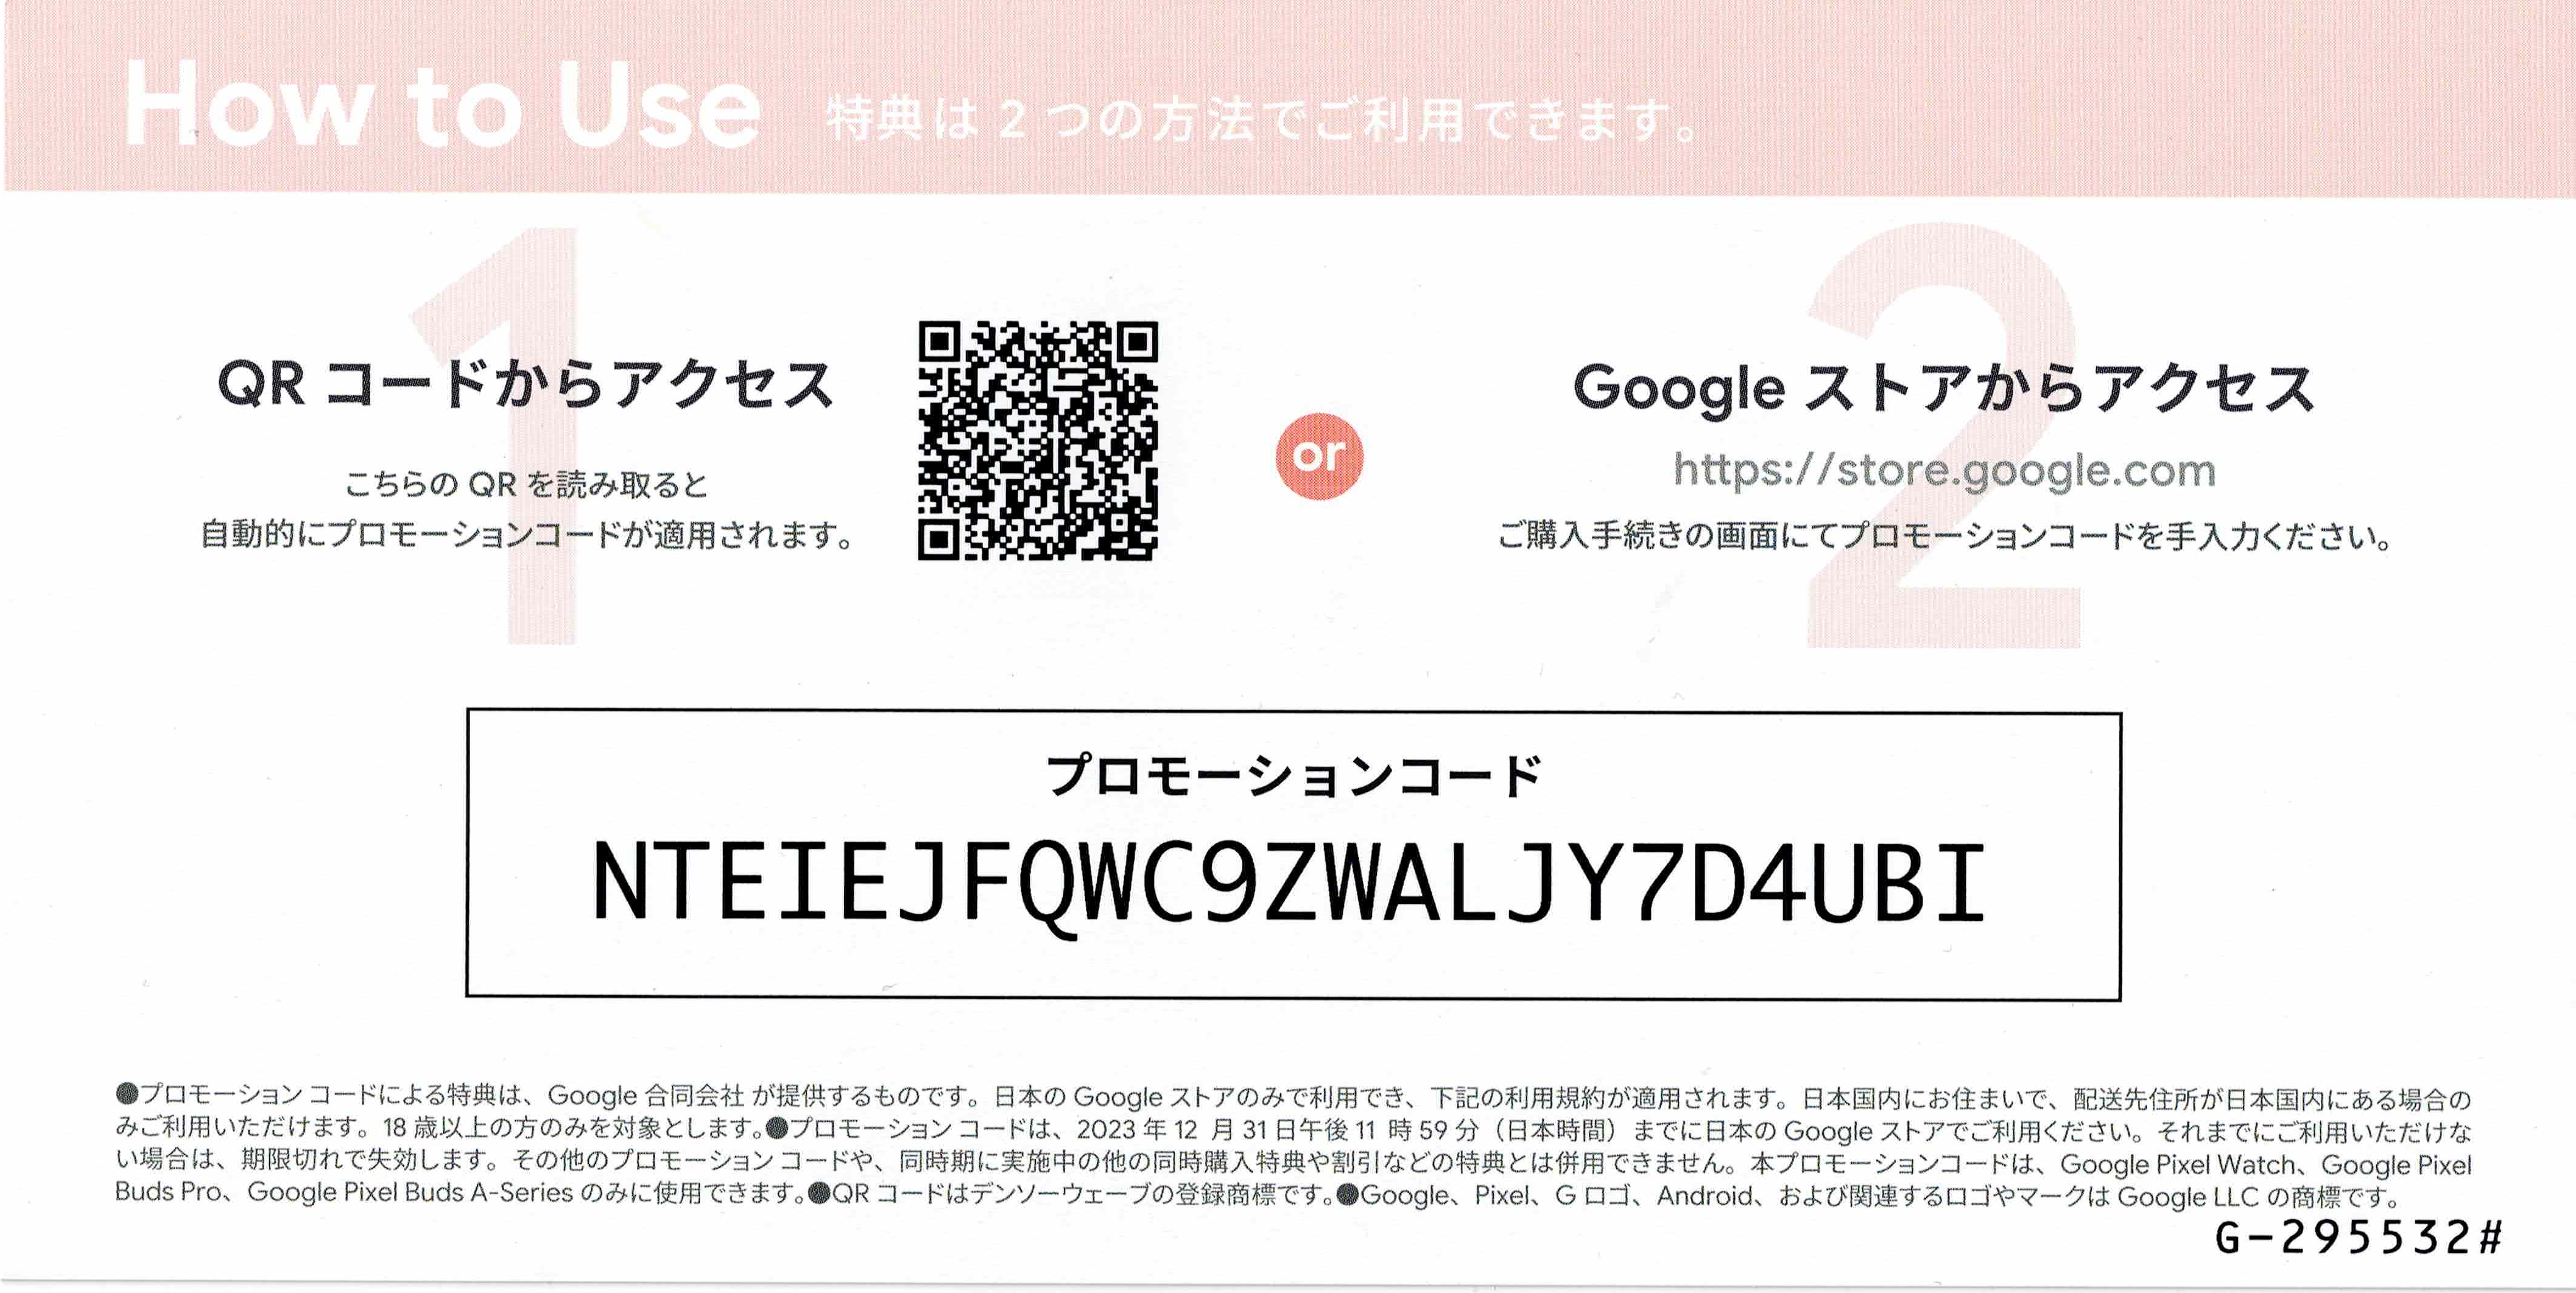 How to Use 特典は 2 つの方法でご利用できます。
1
QR コードからアクセス
こちらの QR を読み取ると
自動的にプロモーションコードが適用されます。
or
2
Google ストアからアクセス
https://store.google.com
ご購入手続きの画面にてプロモーションコードを手入力ください。
プロモーションコード
NTEIEJFQWC9ZWALJY7D4UBI
●プロモーション コードによる特典は、Google 合同会社 が提供するものです。日本の Google ストアのみで利用でき、下記の利用規約が適用されます。日本国内にお住まいで、配送先住所が日本国内にある場合の
みご利用いただけます。18 歳以上の方のみを対象とします。●プロモーション コードは、2023 年 12 月 31 日午後 11 時 59 分（日本時間）までに日本の Google ストアでご利用ください。それまでにご利用いただけな
い場合は、期限切れで失効します。その他のプロモーション コードや、同時期に実施中の他の同時購入特典や割引などの特典とは併用できません。本プロモーションコードは、Google Pixel Watch、Google Pixel
Buds Pro、Google Pixel Buds A-Series のみに使用できます。●QR コードはデンソーウェーブの登録商標です。●Google、Pixel、G ロゴ、Android、および関連するロゴやマークは Google LLC の商標です。
G-295532#